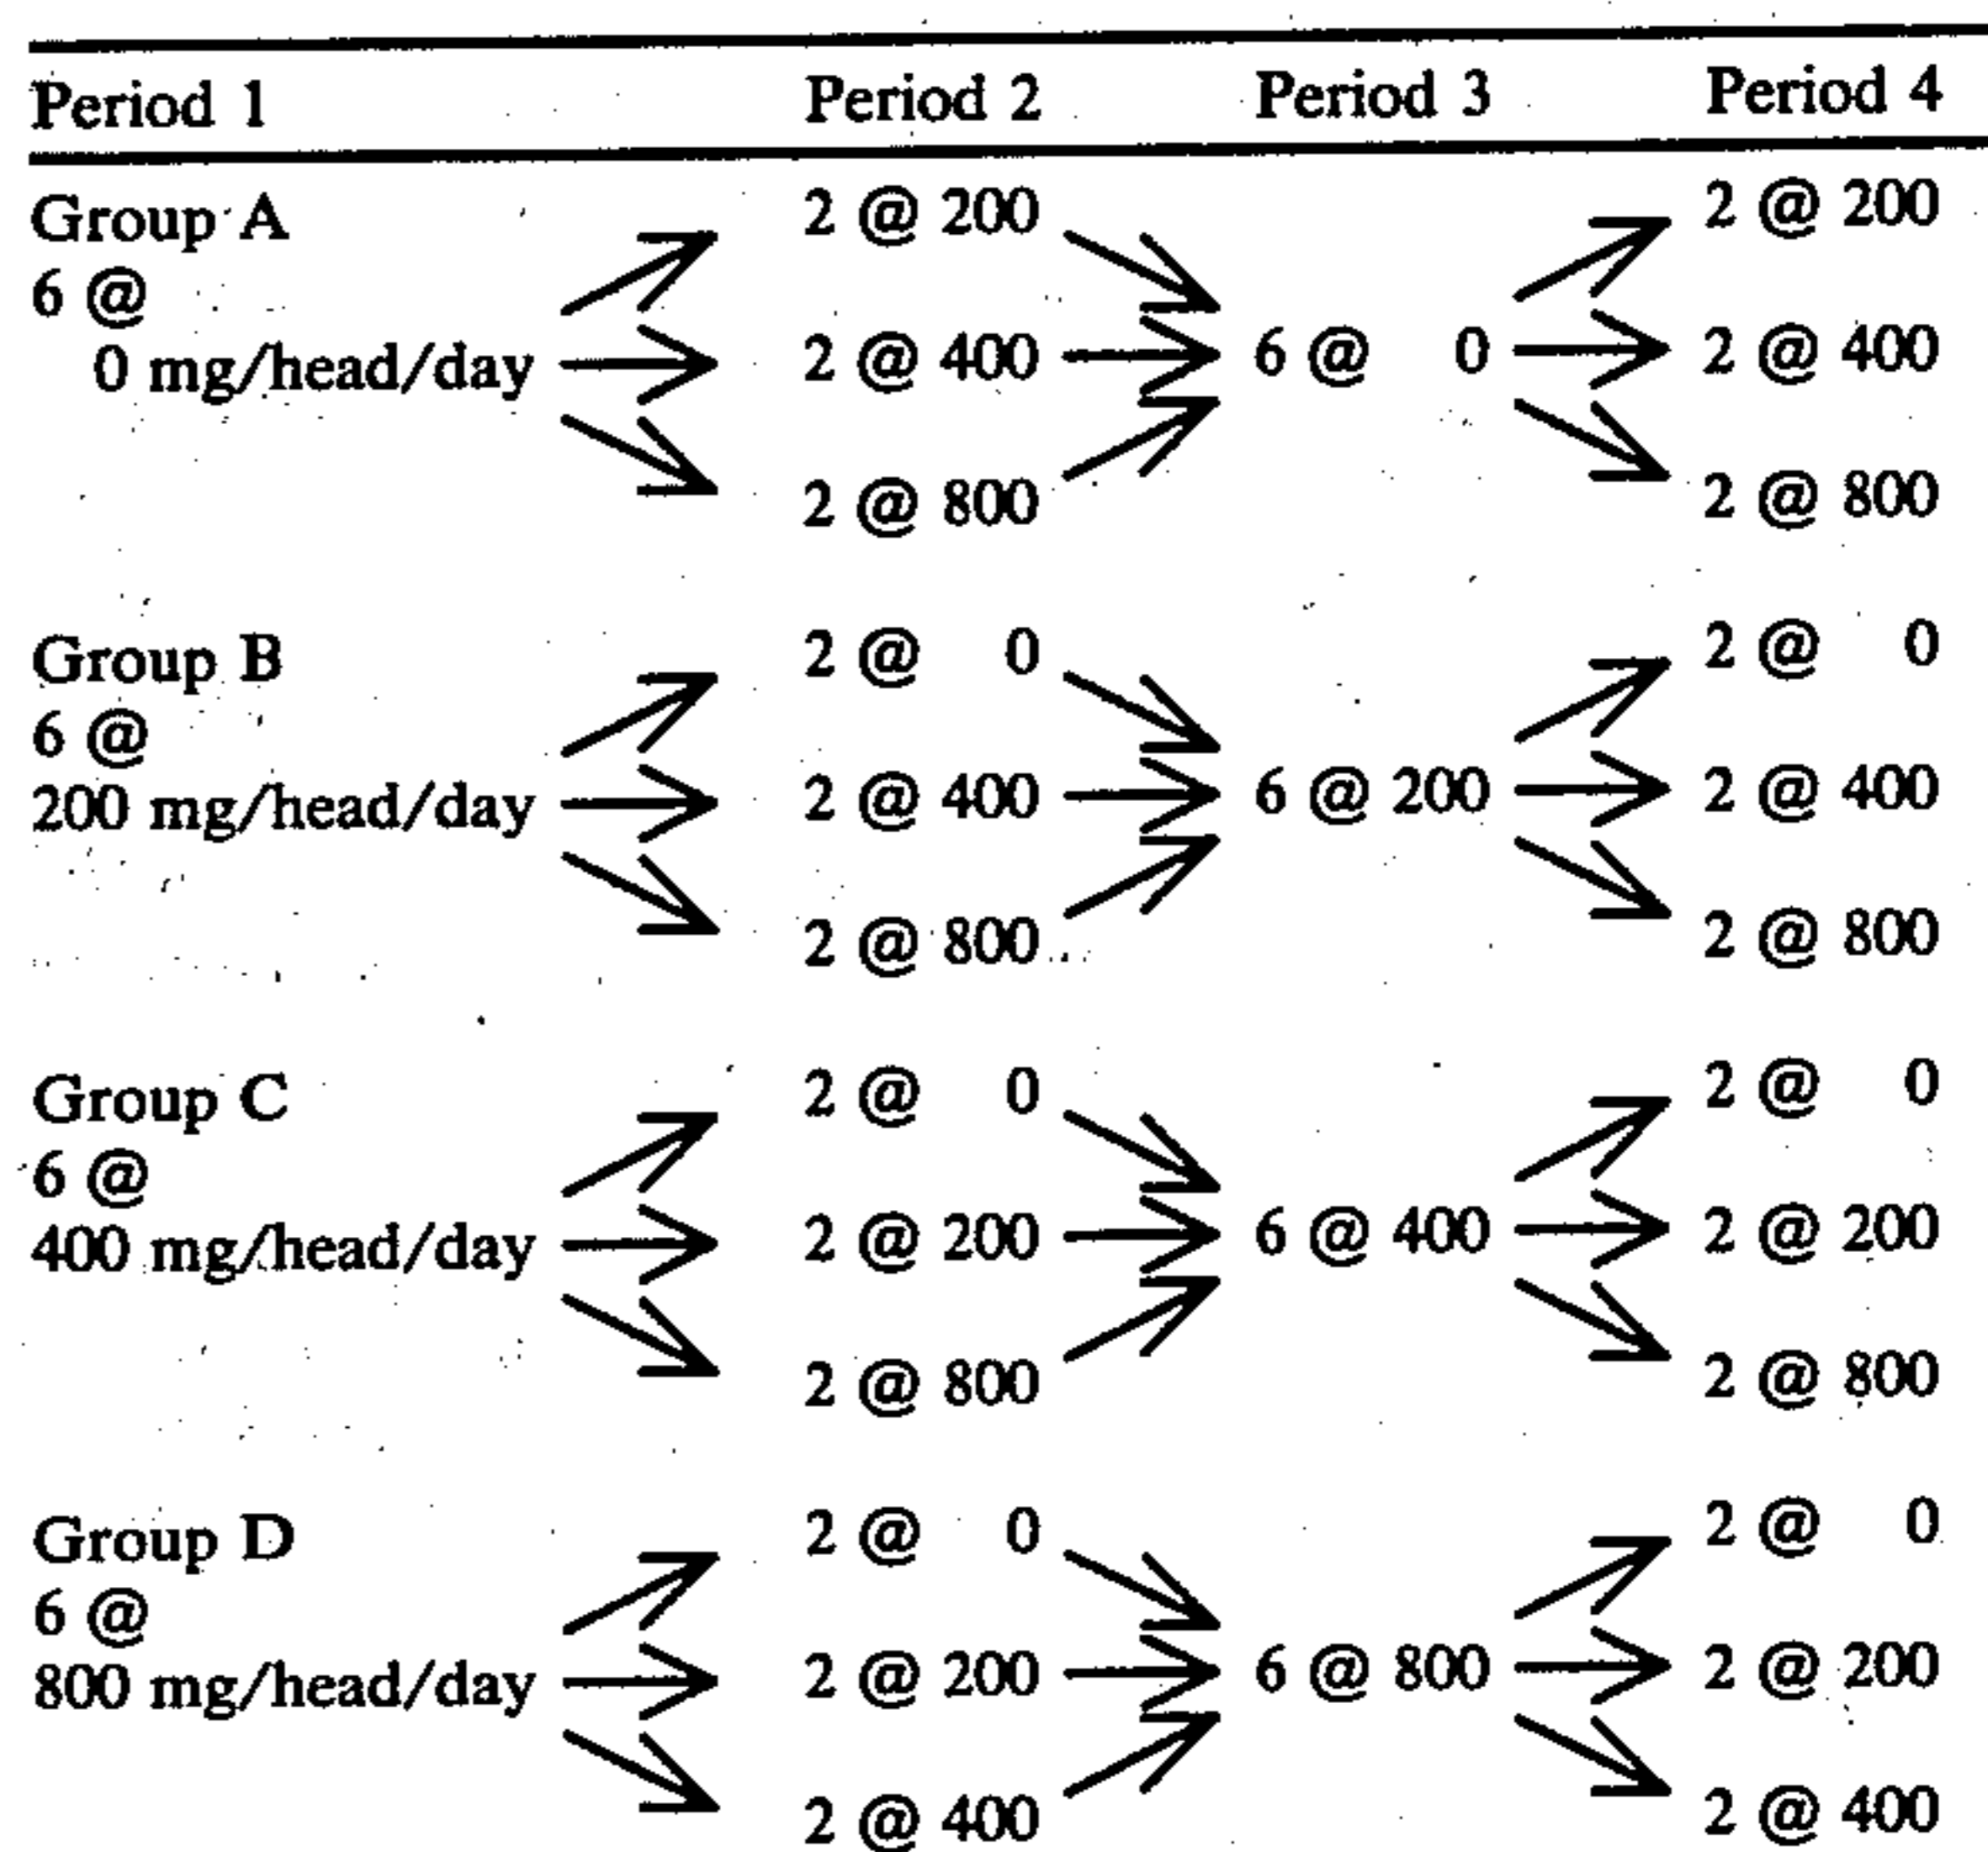 Period 1 Period 2 Period 3 Period 4
Group A 2 @ 200 2 @ 200
6 @
0 mg/head/day 2 @ 400 6 @ 0 2 @ 400
2 @ 800 2 @ 800
Group B 2 @ 0 2 @ 0
6 @
200 mg/head/day 2 @ 400 6 @ 200 2 @ 400
2 @ 800 2 @ 800
Group C 2 @ 0 2 @ 0
6 @
400 mg/head/day 2 @ 200 6 @ 400 2 @ 200
2 @ 800 2 @ 800
Group D 2 @ 0 2 @ 0
6 @
800 mg/head/day 2 @ 200 6 @ 800 2 @ 200
2 @ 400 2 @ 400